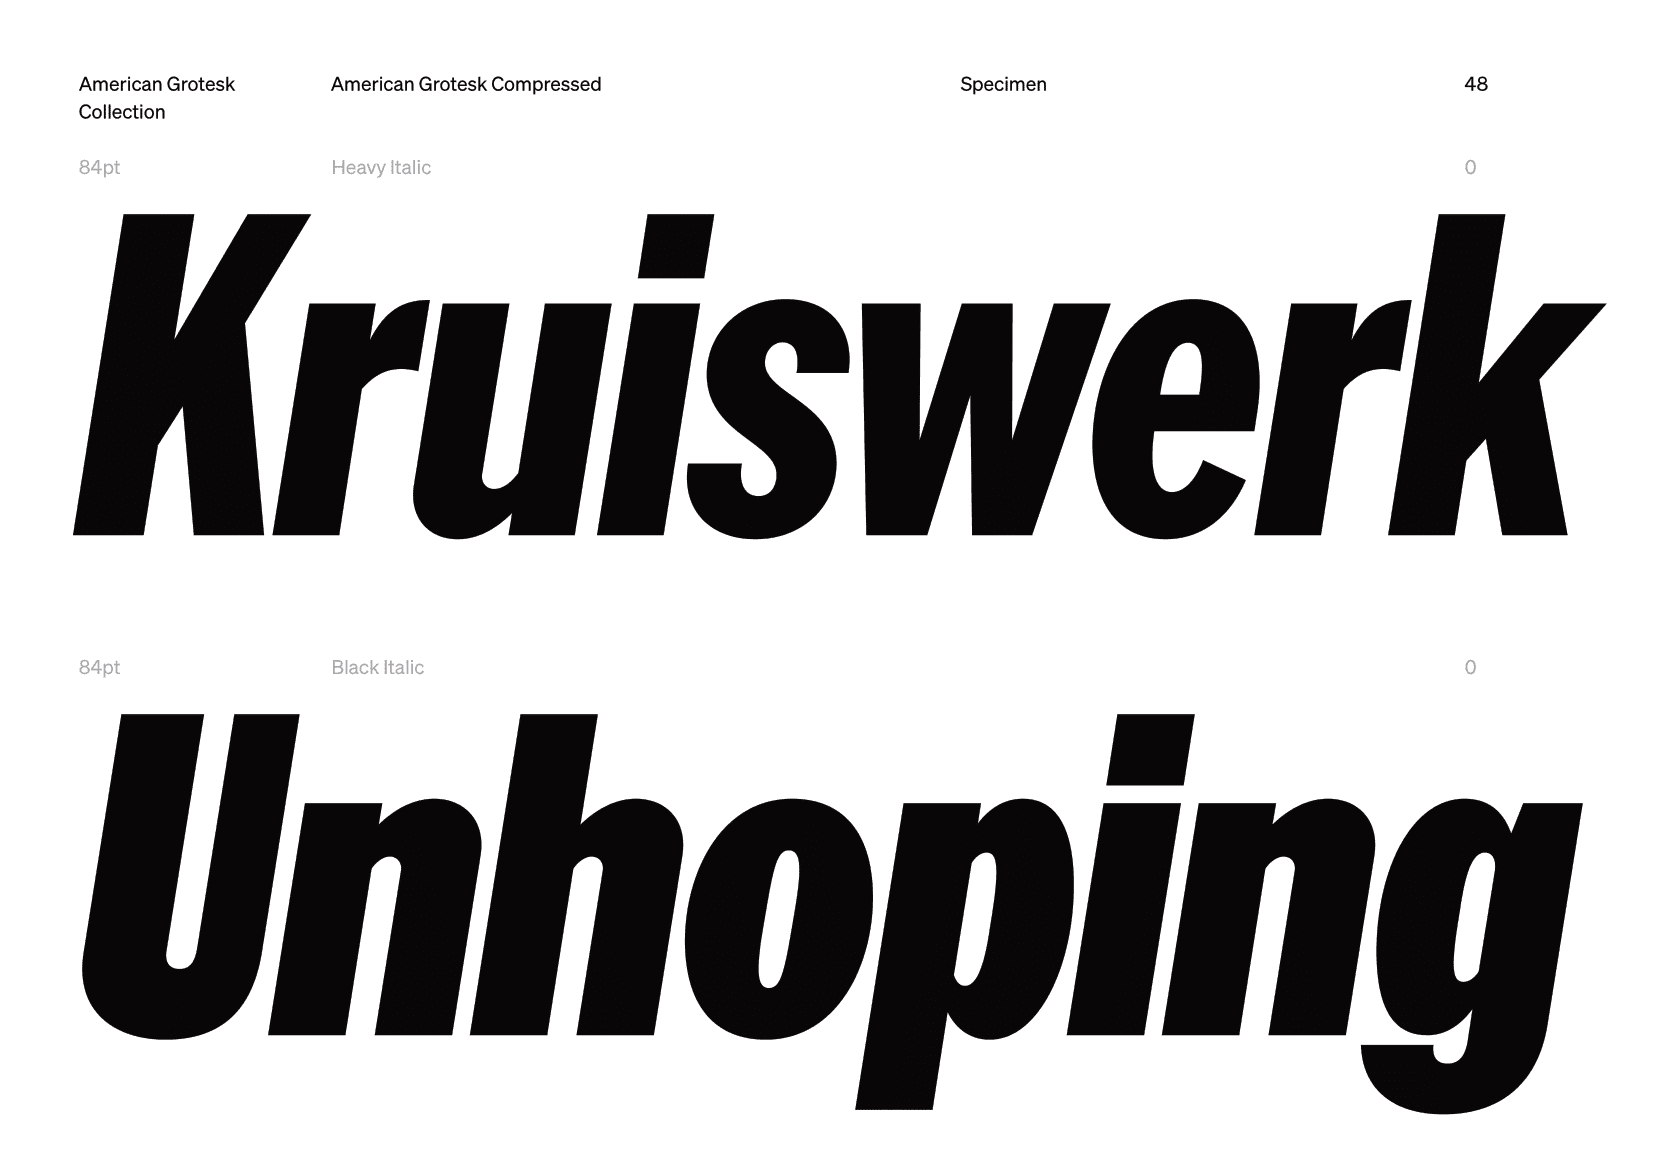 American Grotesk Collection American Grotesk Compressed Specimen 48
84pt Heavy Italic 0
Kruiswerk
84pt Black Italic 0
Unhoping